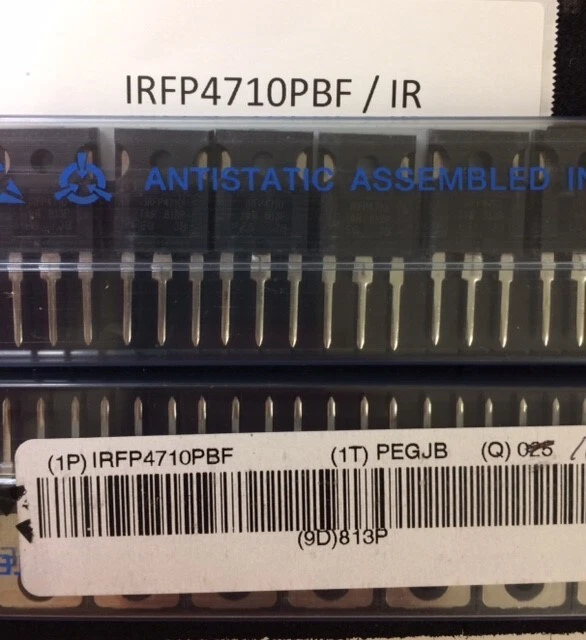 IRFP4710PBF / IR
ANTISTATIC ASSEMBLED IN
(1P) IRFP4710PBF (1T) PEGJB (Q) 025
(9D)813P